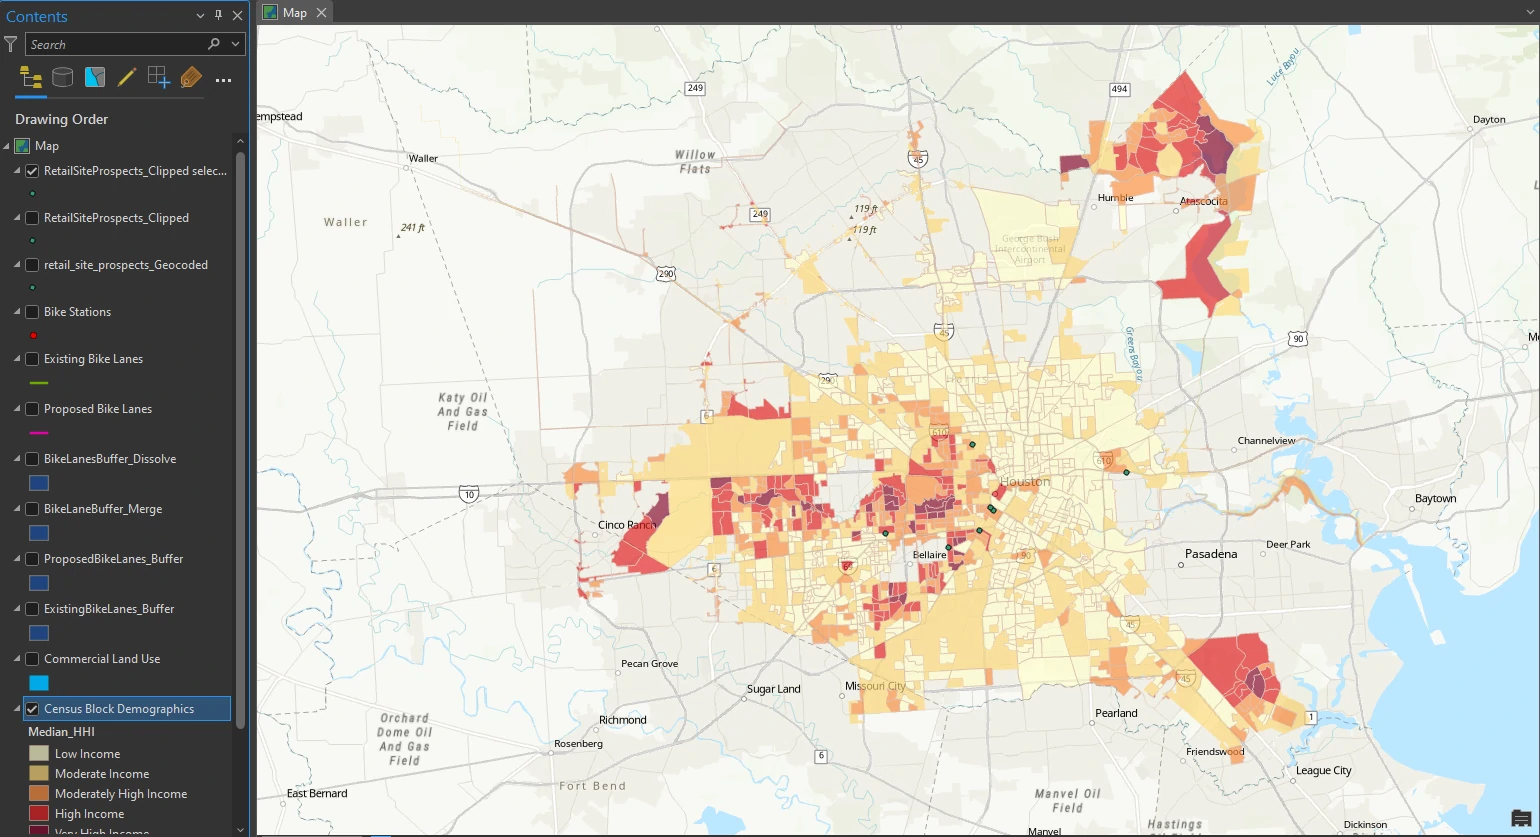 Contents
Search
Drawing Order
Map
RetailSiteProspects_Clipped selec...
RetailSiteProspects_Clipped
retail_site_prospects_Geocoded
Bike Stations
Existing Bike Lanes
Proposed Bike Lanes
BikeLanesBuffer_Dissolve
BikeLaneBuffer_Merge
ProposedBikeLanes_Buffer
ExistingBikeLanes_Buffer
Commercial Land Use
Census Block Demographics
Median_HHI
Low Income
Moderate Income
Moderately High Income
High Income
Very High Income
Map
249
494
Luce Bayou
empstead
Dayton
Waller
Willow
Flats
45
Humble
Atascocita
Waller
241 ft
249
119 ft
119 ft
George Bush
Intercontinental
Airport
290
45
Greens Bayou
90
290
Katy Oil
And Gas
Field
6
610
Channelview
610
10
Houston
Baytown
Cinco Ranch
Bellaire
90
Pasadena
Deer Park
6
45
Pecan Grove
45
Sugar Land
Missouri City
Orchard
Dome Oil
And Gas
Field
Richmond
Rosenberg
Pearland
1
6
Friendswood
League City
Fort Bend
East Bernard
Manvel Oil
Field
Hastings
Dickinson
Manvel